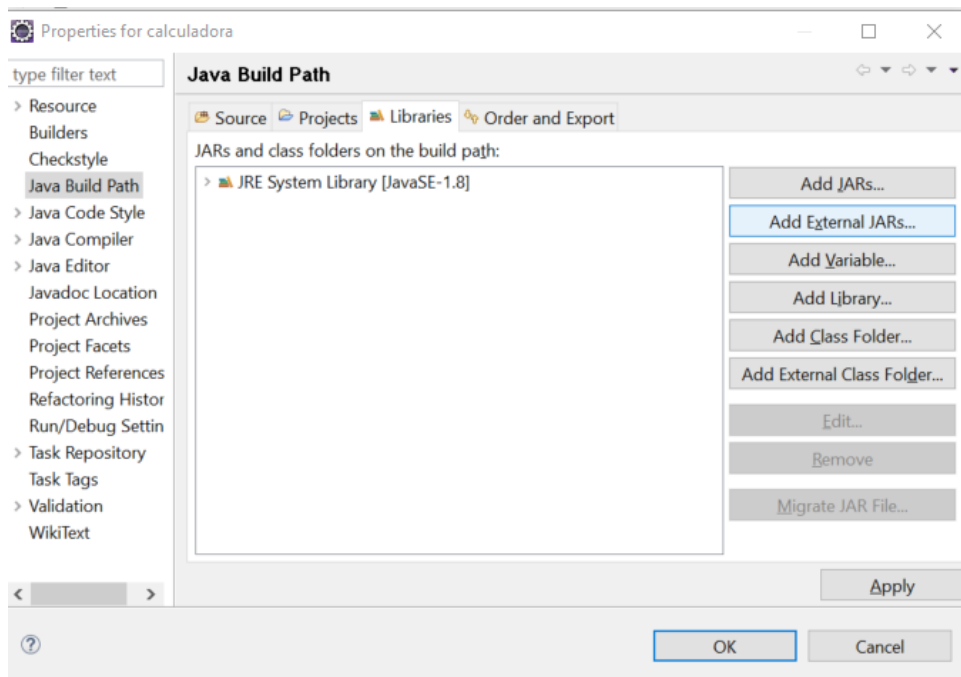 Properties for calculadora
type filter text
Resource
Builders
Checkstyle
Java Build Path
Java Code Style
Java Compiler
Java Editor
Javadoc Location
Project Archives
Project Facets
Project References
Refactoring Histor
Run/Debug Settin
Task Repository
Task Tags
Validation
WikiText
Java Build Path
Source Projects Libraries Order and Export
JARs and class folders on the build path:
JRE System Library [JavaSE-1.8]
Add JARs...
Add External JARs...
Add Variable...
Add Library...
Add Class Folder...
Add External Class Folder...
Edit...
Remove
Migrate JAR File...
Apply
OK Cancel